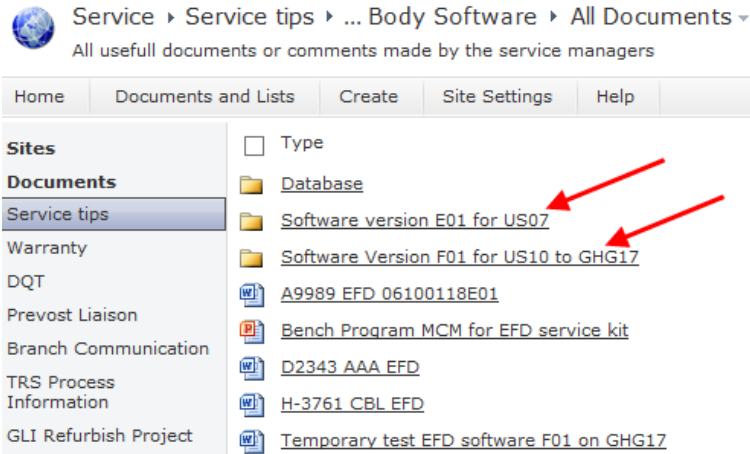 Service ▸ Service tips ▸ ... Body Software ▸ All Documents
All usefull documents or comments made by the service managers
Home Documents and Lists Create Site Settings Help
Sites
Documents
Service tips
Warranty
DQT
Prevost Liaison
Branch Communication
TRS Process
Information
GLI Refurbish Project
Type
Database
Software version E01 for US07
Software Version F01 for US10 to GHG17
A9989 EFD 06100118E01
Bench Program MCM for EFD service kit
D2343 AAA EFD
H-3761 CBL EFD
Temporary test EFD software F01 on GHG17